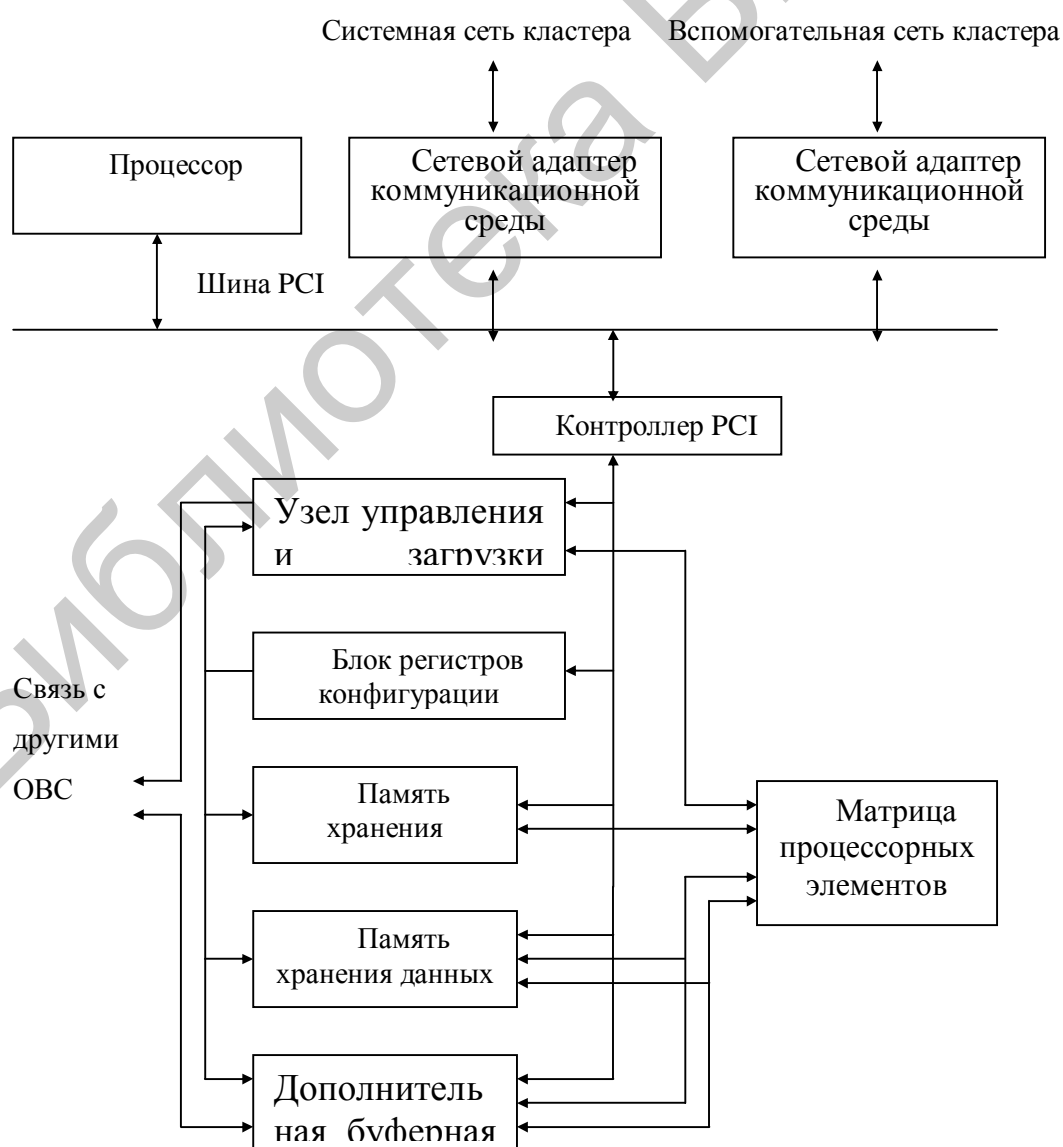 Системная сеть кластера
Вспомогательная сеть кластера
Процессор
Сетевой адаптер
коммуникационной
среды
Сетевой адаптер
коммуникационной
среды
Шина PCI
Контроллер PCI
Узел управления
и загрузки
Блок регистров
конфигурации
Связь с
другими
ОВС
Память
хранения
Матрица
процессорных
элементов
Память
хранения данных
Дополнитель
ная буферная
Библиотека Б